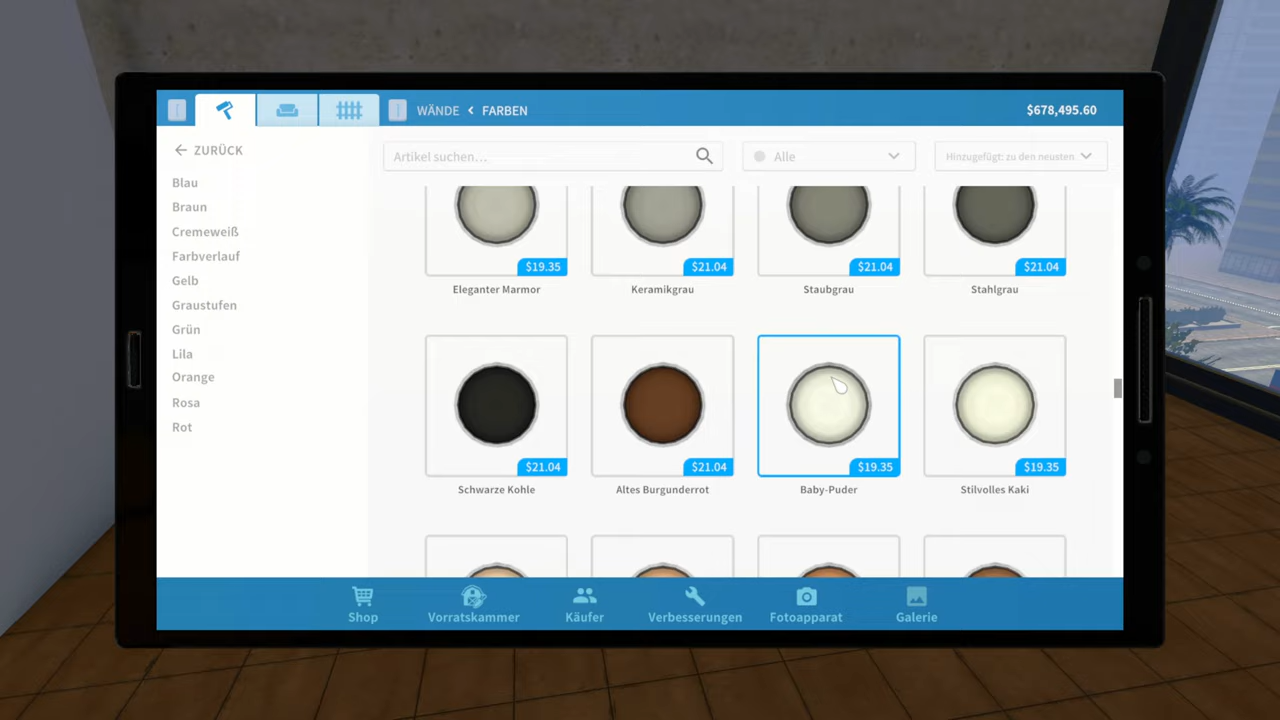 WÄNDE < FARBEN
$678,495.60
ZURÜCK
Artikel suchen...
Alle
Hinzugefügt: zu den neusten
Blau
Braun
Cremeweiß
Farbverlauf
Gelb
Graustufen
Grün
Lila
Orange
Rosa
Rot
$19.35
$21.04
$21.04
$21.04
Eleganter Marmor
Keramikgrau
Staubgrau
Stahlgrau
$21.04
$21.04
$19.35
$19.35
Schwarze Kohle
Altes Burgunderrot
Baby-Puder
Stilvolles Kaki
Shop
Vorratskammer
Käufer
Verbesserungen
Fotoapparat
Galerie